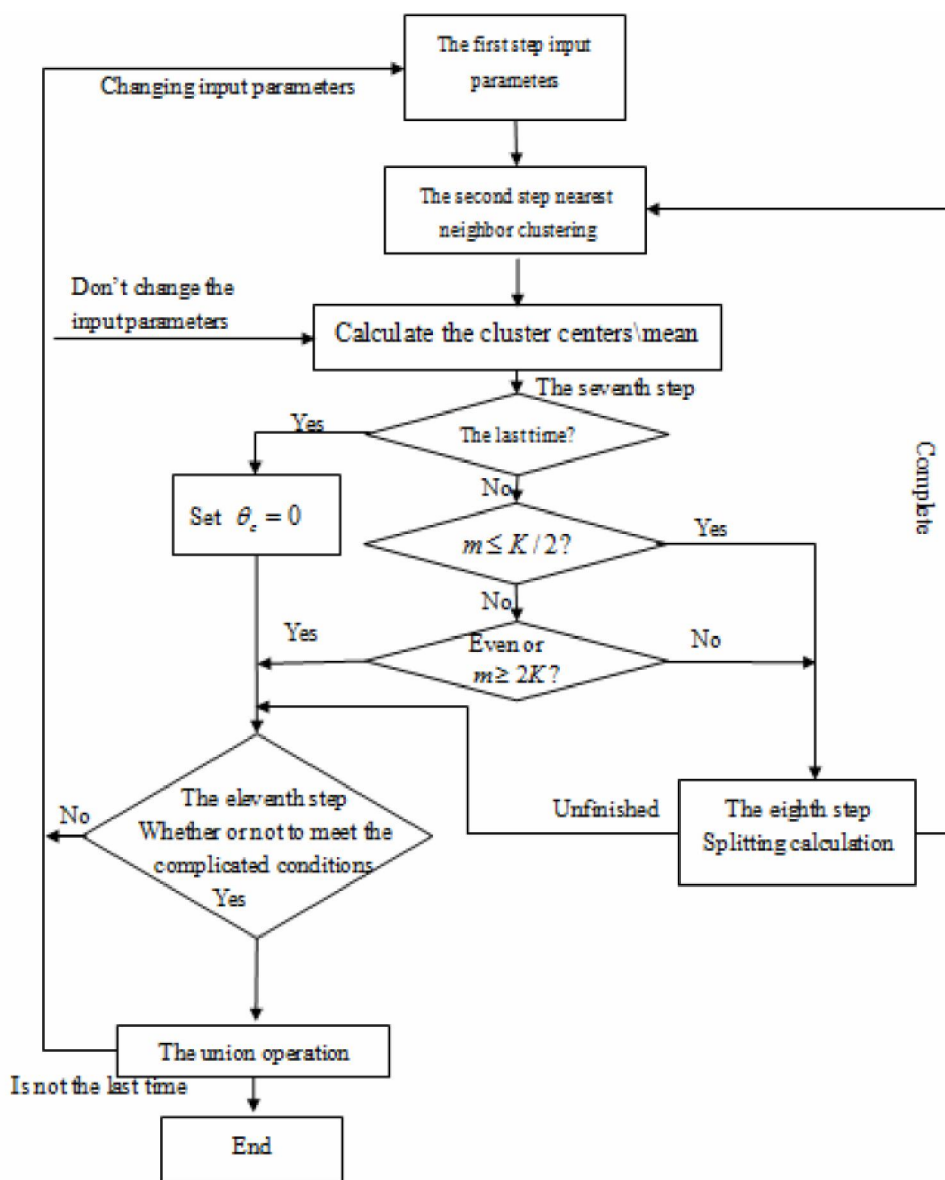 The first step input
parameters
Changing input parameters
The second step nearest
neighbor clustering
Don't change the
input parameters
Calculate the cluster centers\mean
The seventh step
Yes
The last time?
No
Set θc = 0
m ≤ K / 2?
Yes
Complete
No
Yes
Even or
m ≥ 2K?
No
The eleventh step
Whether or not to meet the
complicated conditions
Yes
No
Unfinished
The eighth step
Splitting calculation
The union operation
Is not the last time
End